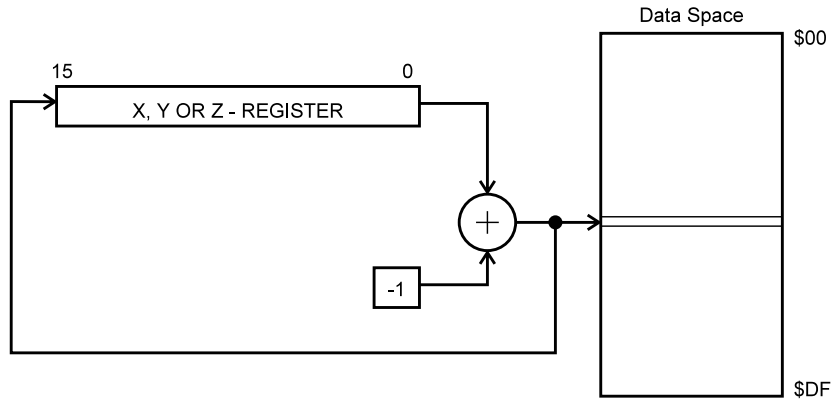 Data Space
$00
15
0
X, Y OR Z - REGISTER
+
-1
$DF